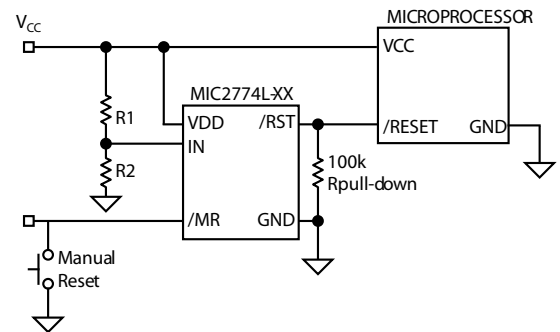 MICROPROCESSOR
VCC
VCC
MIC2774L-XX
R1
VDD
/RST
/RESET
GND
IN
R2
100k
Rpull-down
/MR
GND
Manual
Reset